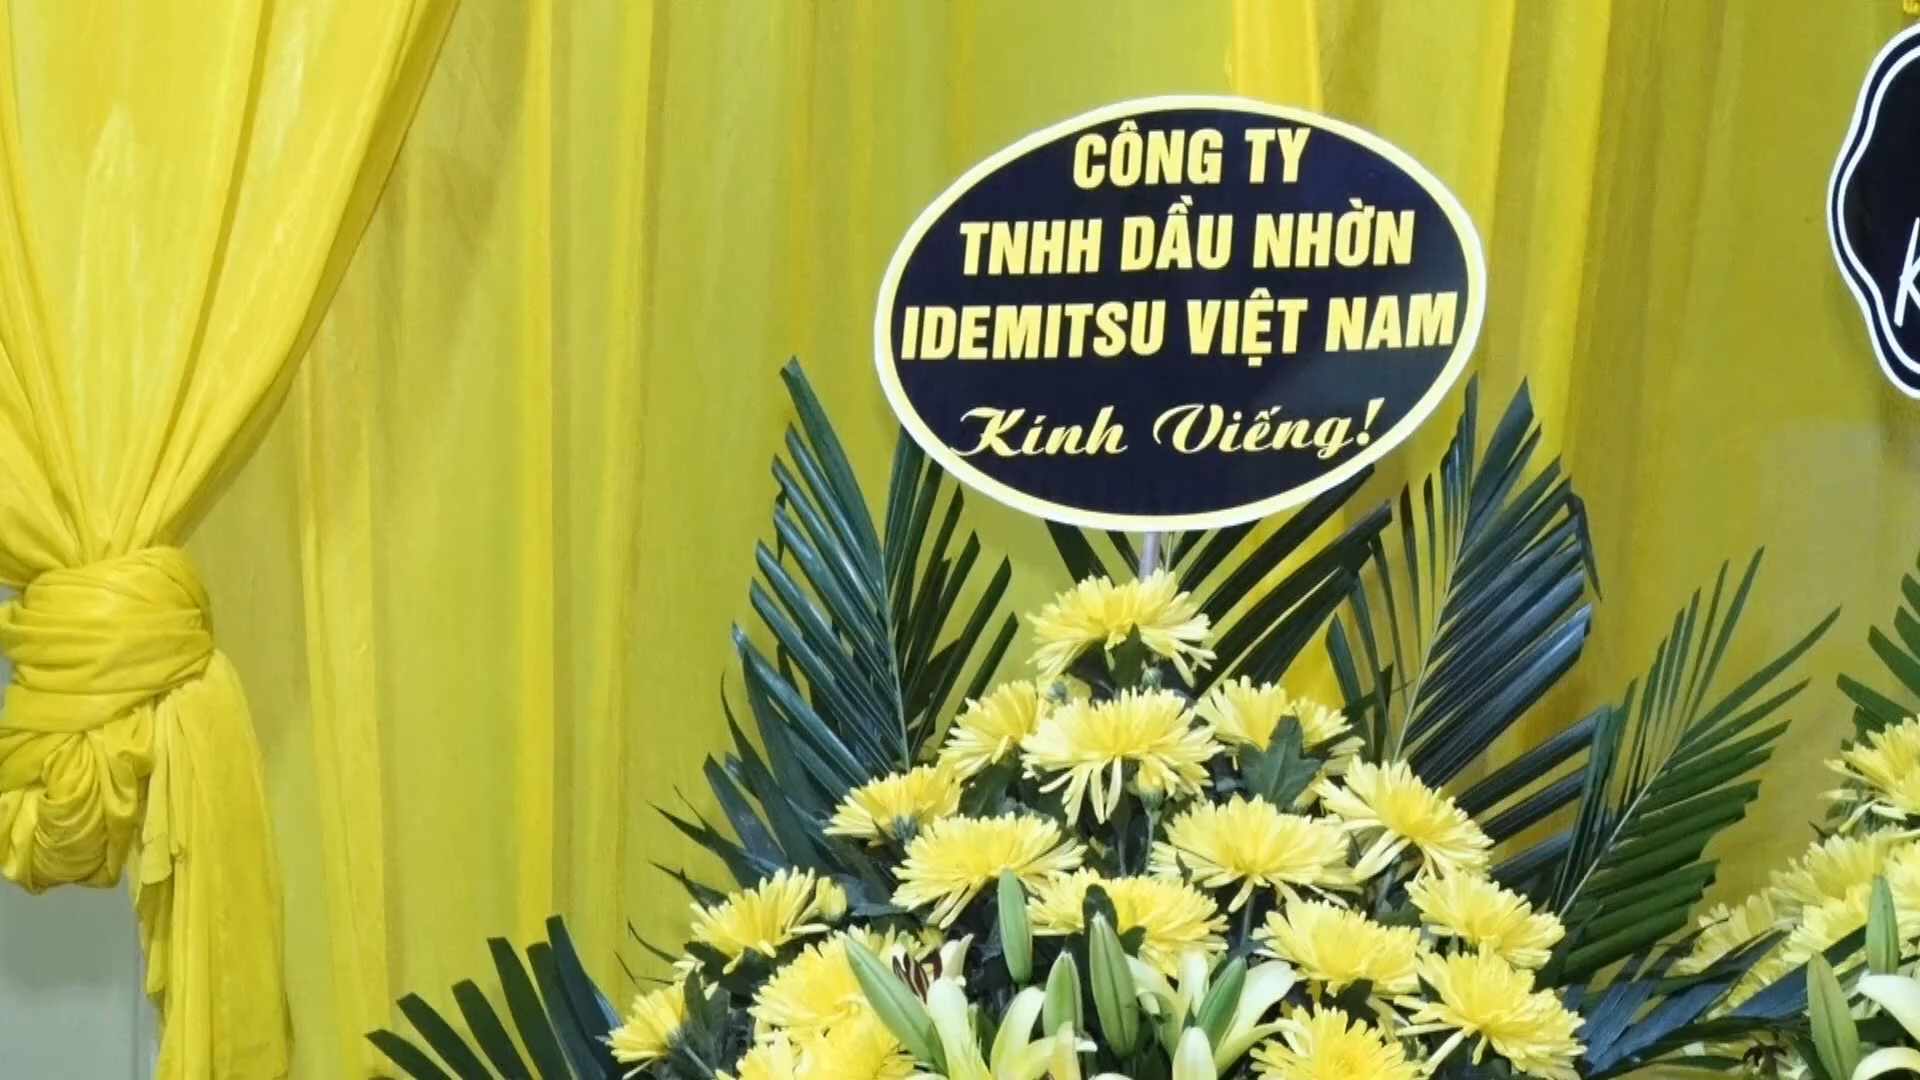 CÔNG TY
TNHH DẦU NHỜN
IDEMITSU VIỆT NAM
Kính Viếng!